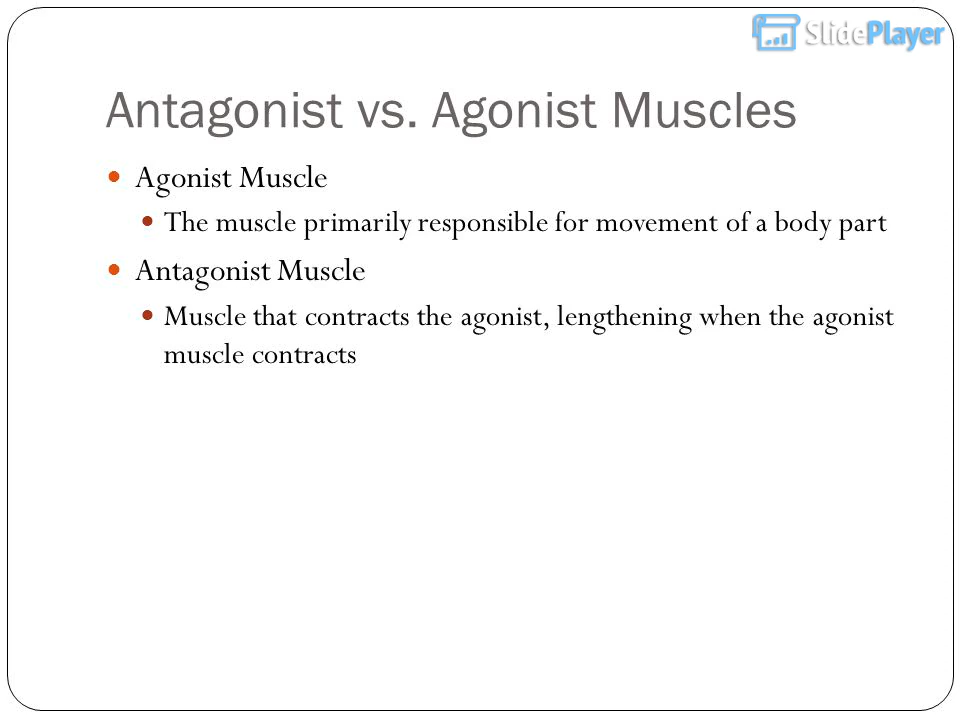 SlidePlayer
Antagonist vs. Agonist Muscles
Agonist Muscle
The muscle primarily responsible for movement of a body part
Antagonist Muscle
Muscle that contracts the agonist, lengthening when the agonist
muscle contracts